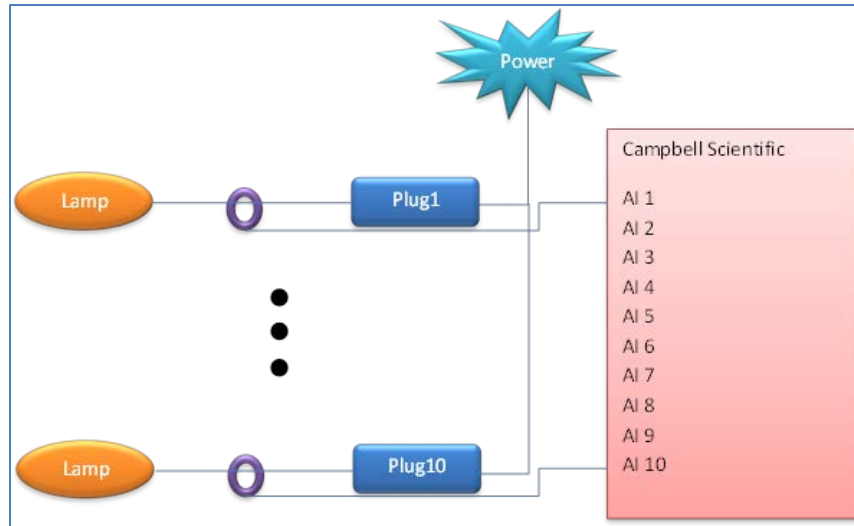 Power
Campbell Scientific
Lamp
Plug1
AI 1
AI 2
AI 3
AI 4
AI 5
AI 6
AI 7
AI 8
AI 9
Lamp
Plug10
AI 10